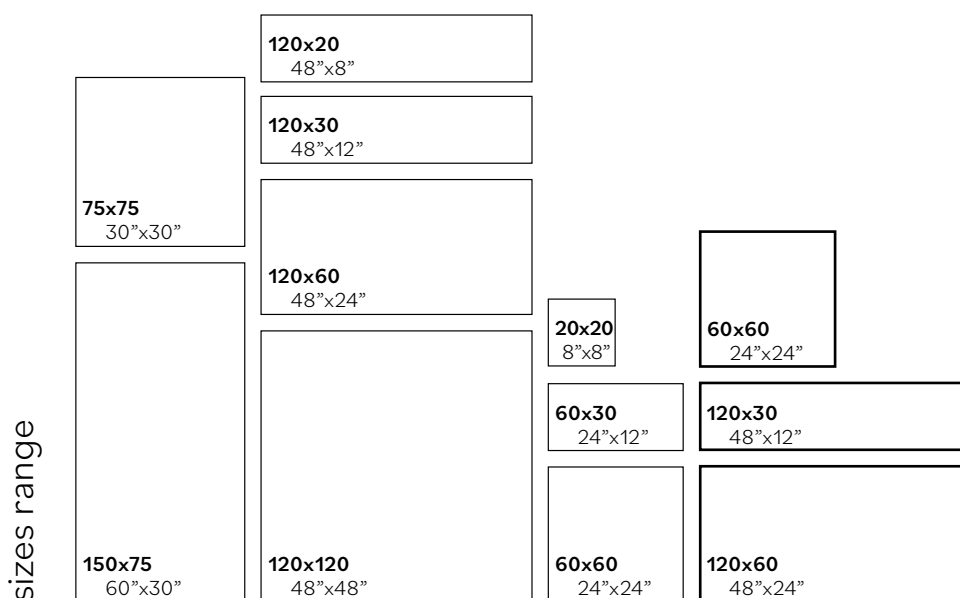 sizes range
75x75
30”x30”
150x75
60”x30”
120x20
48”x8”
120x30
48”x12”
120x60
48”x24”
120x120
48”x48”
20x20
8”x8”
60x30
24”x12”
60x60
24”x24”
60x60
24”x24”
120x30
48”x12”
120x60
48”x24”